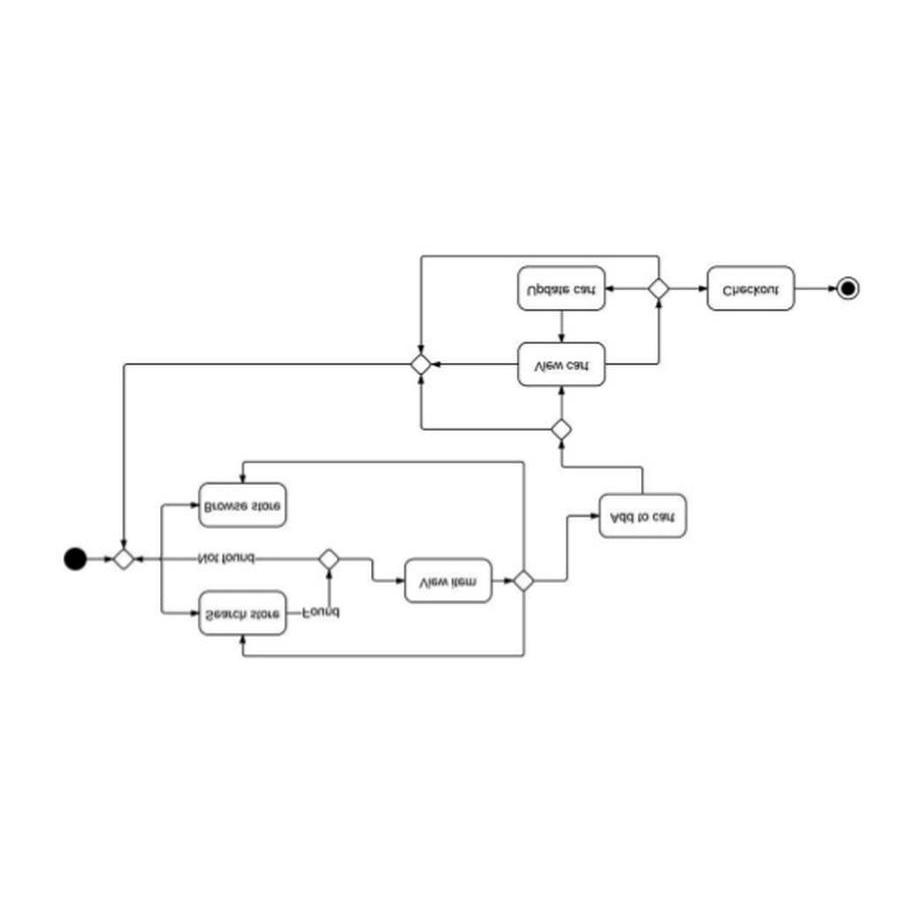 Update cart
Checkout
View cart
Browse store
Add to cart
Not found
View item
Search store
Found